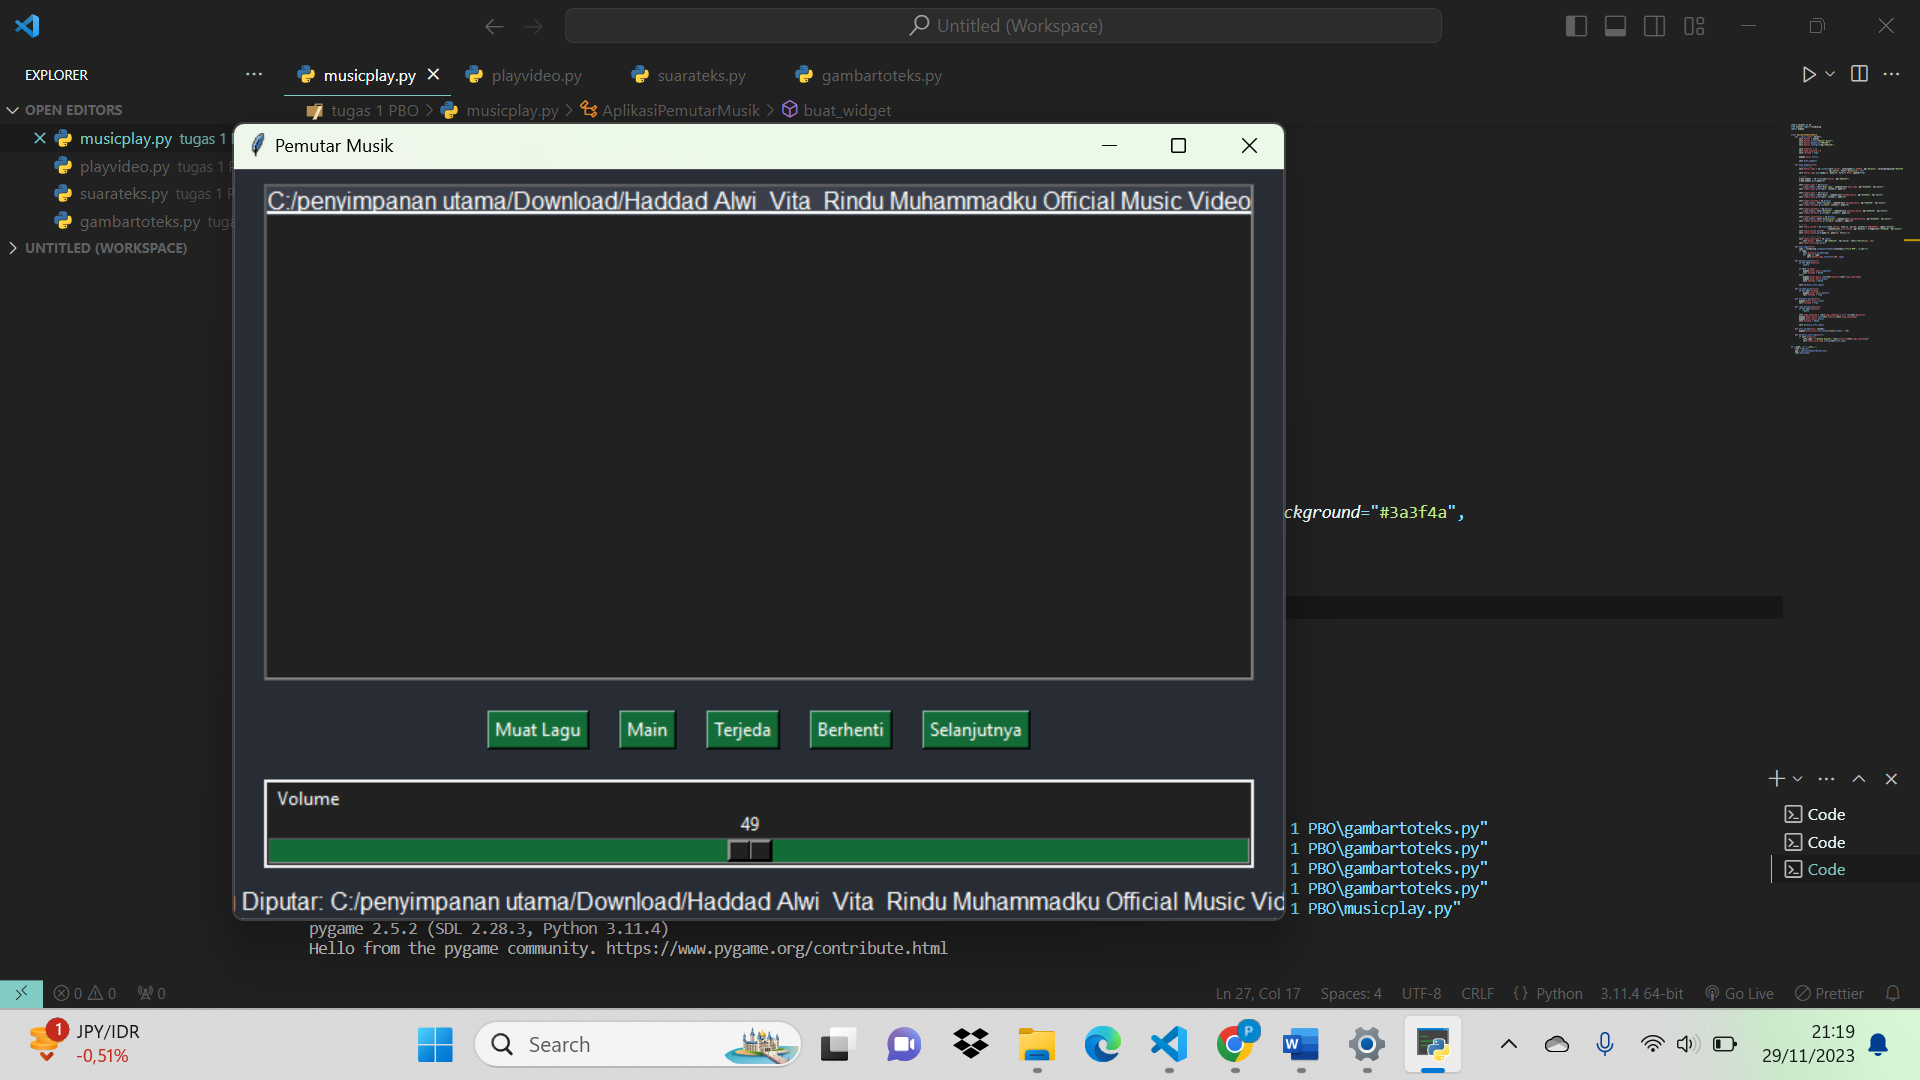 Untitled (Workspace)
EXPLORER
musicplay.py
playvideo.py
suarateks.py
gambartoteks.py
OPEN EDITORS
tugas 1 PBO
musicplay.py
AplikasiPemutarMusik
buat_widget
musicplay.py tugas 1
playvideo.py tugas 1
suarateks.py tugas 1
gambartoteks.py
UNTITLED (WORKSPACE)
Pemutar Musik
C:/penyimpanan utama/Download/Haddad Alwi  Vita  Rindu Muhammadku Official Music Video
ckground="#3a3f4a",
Muat Lagu
Main
Terjeda
Berhenti
Selanjutnya
Volume
49
Diputar: C:/penyimpanan utama/Download/Haddad Alwi  Vita  Rindu Muhammadku Official Music Vid
1 PBO\gambartoteks.py"
1 PBO\gambartoteks.py"
1 PBO\gambartoteks.py"
1 PBO\gambartoteks.py"
1 PBO\musicplay.py"
pygame 2.5.2 (SDL 2.28.3, Python 3.11.4)
Hello from the pygame community. https://www.pygame.org/contribute.html
Code
Code
Code
0 0 0
Ln 27, Col 17
Spaces: 4
UTF-8
CRLF
{ } Python
3.11.4 64-bit
Go Live
Prettier
1
JPY/IDR
-0,51%
Search
P
W
21:19
29/11/2023